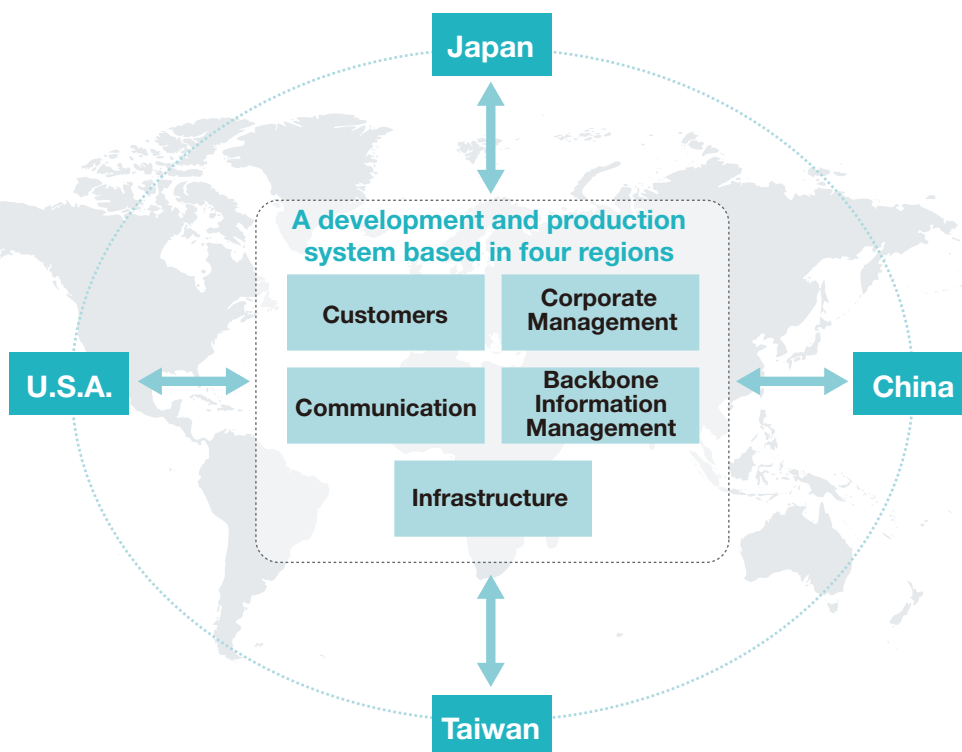 Japan
A development and production
system based in four regions
Customers
Corporate
Management
U.S.A.
China
Communication
Backbone
Information
Management
Infrastructure
Taiwan